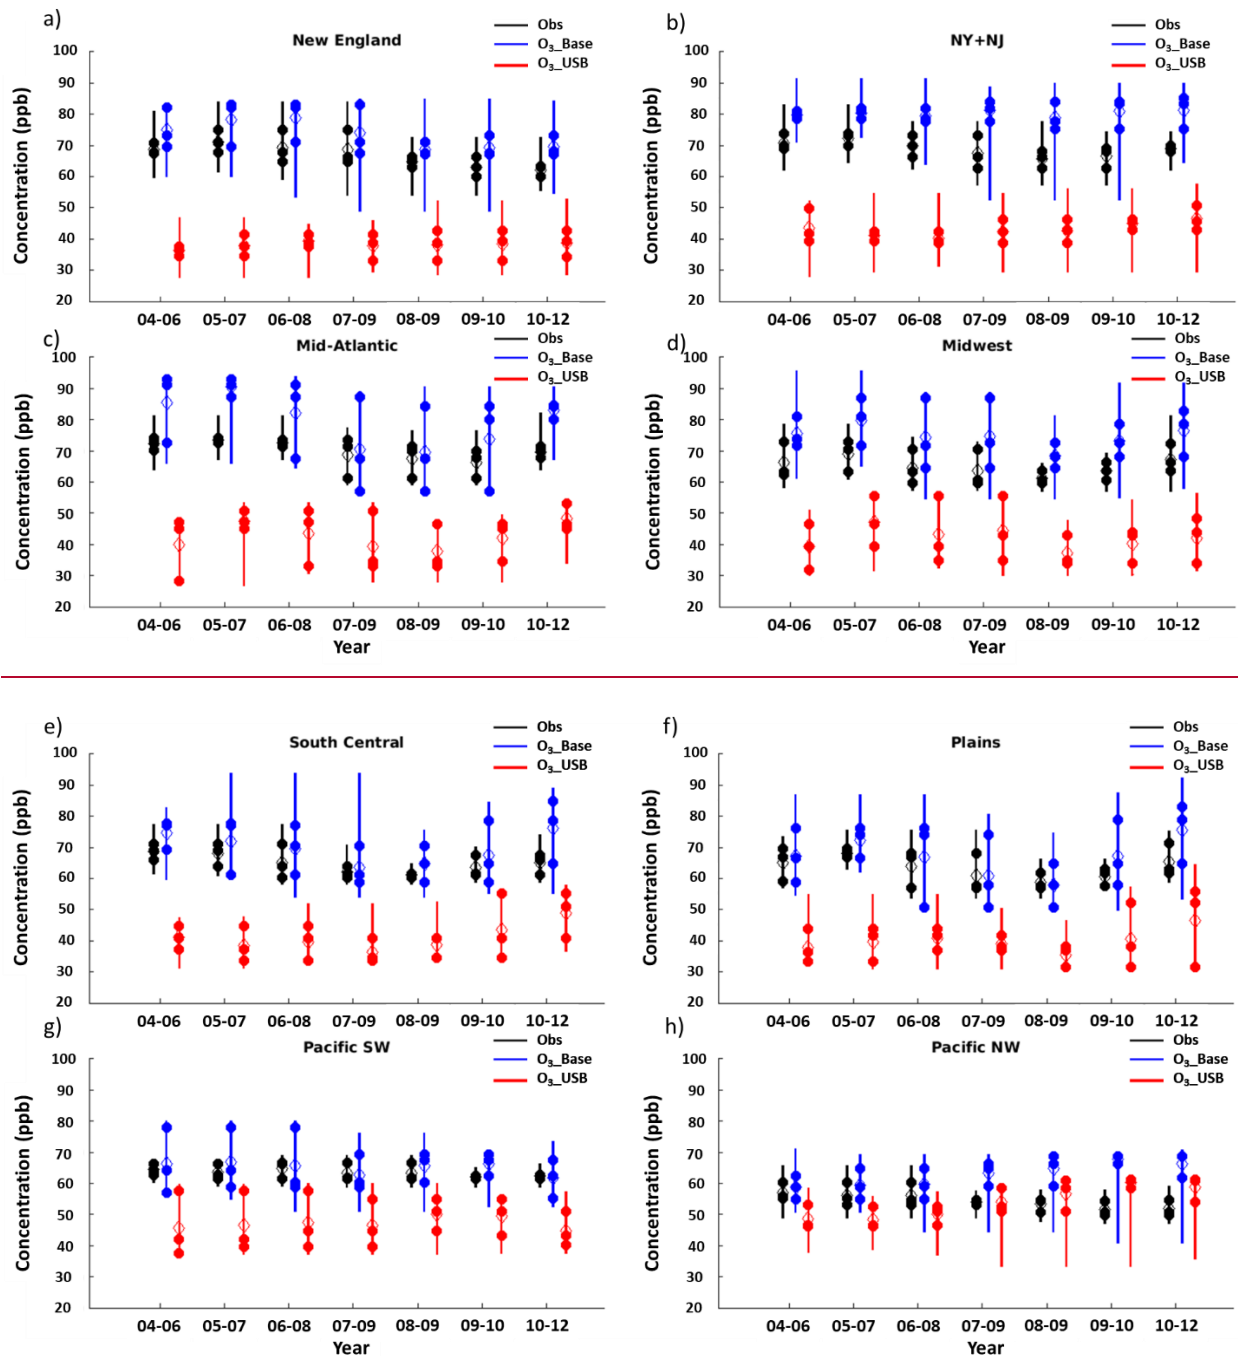 a)
New England
Obs
O₃_Base
O₃_USB
Concentration (ppb)
100
90
80
70
60
50
40
30
20
04-06 05-07 06-08 07-09 08-09 09-10 10-12
b)
NY+NJ
Obs
O₃_Base
O₃_USB
Concentration (ppb)
100
90
80
70
60
50
40
30
20
04-06 05-07 06-08 07-09 08-09 09-10 10-12
c)
Mid-Atlantic
Obs
O₃_Base
O₃_USB
Concentration (ppb)
100
90
80
70
60
50
40
30
20
04-06 05-07 06-08 07-09 08-09 09-10 10-12
Year
d)
Midwest
Obs
O₃_Base
O₃_USB
Concentration (ppb)
100
90
80
70
60
50
40
30
20
04-06 05-07 06-08 07-09 08-09 09-10 10-12
Year
e)
South Central
Obs
O₃_Base
O₃_USB
Concentration (ppb)
100
90
80
70
60
50
40
30
20
04-06 05-07 06-08 07-09 08-09 09-10 10-12
f)
Plains
Obs
O₃_Base
O₃_USB
Concentration (ppb)
100
90
80
70
60
50
40
30
20
04-06 05-07 06-08 07-09 08-09 09-10 10-12
g)
Pacific SW
Obs
O₃_Base
O₃_USB
Concentration (ppb)
100
90
80
70
60
50
40
30
20
04-06 05-07 06-08 07-09 08-09 09-10 10-12
Year
h)
Pacific NW
Obs
O₃_Base
O₃_USB
Concentration (ppb)
100
90
80
70
60
50
40
30
20
04-06 05-07 06-08 07-09 08-09 09-10 10-12
Year